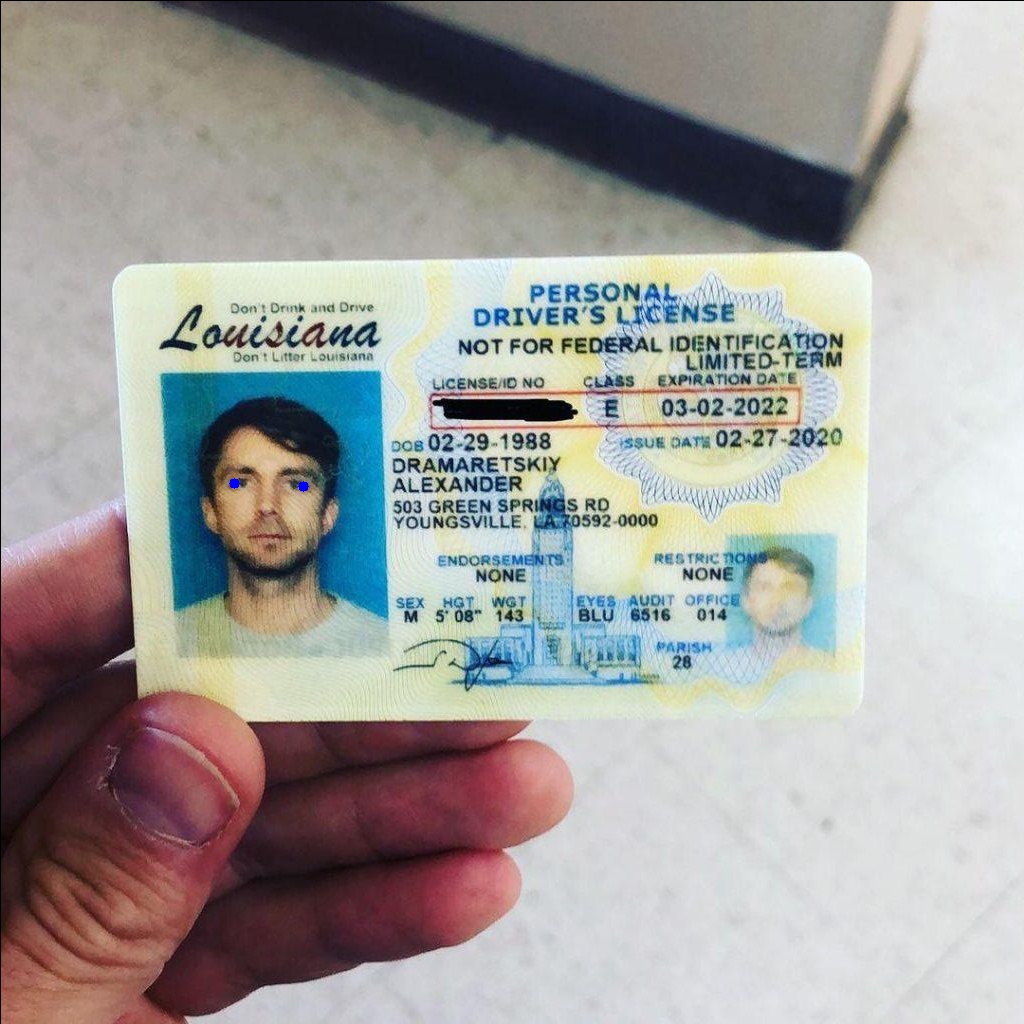 Don't Drink and Drive
Louisiana
Don't Litter Louisiana
PERSONAL
DRIVER'S LICENSE
NOT FOR FEDERAL IDENTIFICATION
LIMITED-TERM
LICENSE/ID NO CLASS EXPIRATION DATE
E 03-02-2022
DOB 02-29-1988 ISSUE DATE 02-27-2020
DRAMARETSKIY
ALEXANDER
503 GREEN SPRINGS RD
YOUNGSVILLE, LA 70592-0000
ENDORSEMENTS RESTRICTIONS
NONE NONE
SEX HGT WGT EYES AUDIT OFFICE
M 5' 08" 143 BLU 6516 014
PARISH
28